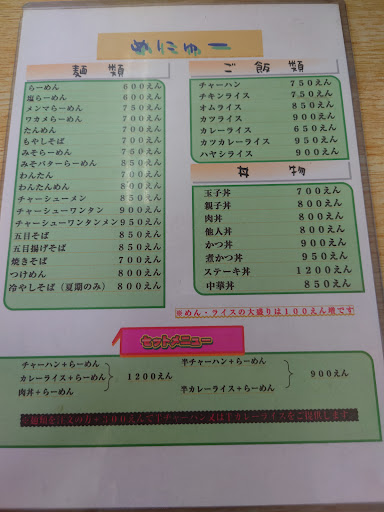 めにゅー
麺類
らーめん 600えん
塩らーめん 600えん
メンマらーめん 750えん
ワカメらーめん 700えん
たんめん 700えん
もやしそば 700えん
みそらーめん 750えん
みそバターらーめん 850えん
わんたん 700えん
わんたんめん 800えん
チャーシューメン 850えん
チャーシューワンタン 900えん
チャーシューワンタンメン 950えん
五目そば 850えん
五目揚げそば 850えん
焼きそば 700えん
つけめん 800えん
冷やしそば（夏期のみ） 800えん
ご飯類
チャーハン 750えん
チキンライス 750えん
オムライス 850えん
カツライス 900えん
カレーライス 650えん
カツカレーライス 950えん
ハヤシライス 750えん
丼物
玉子丼 700えん
親子丼 800えん
肉丼 800えん
他人丼 800えん
かつ丼 900えん
煮かつ丼 950えん
ステーキ丼 1200えん
中華丼 850えん
※めん・ライスの大盛りは100えん増です
セットメニュー
チャーハン+らーめん
カレーライス+らーめん 1200えん
肉丼+らーめん
半チャーハン+らーめん
900えん
半カレーライス+らーめん